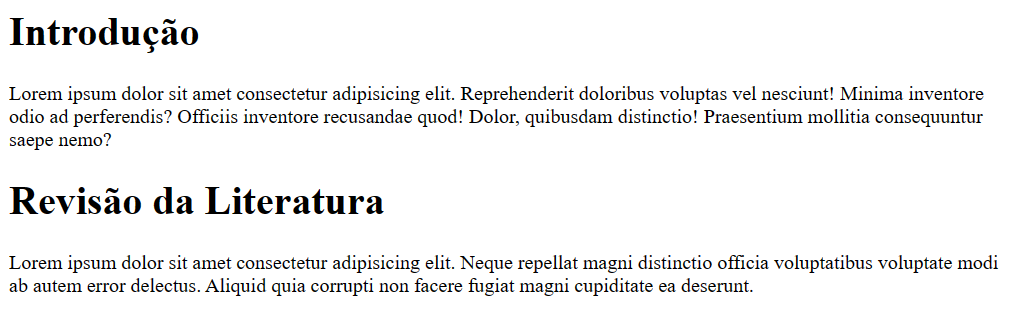 Introdução
Lorem ipsum dolor sit amet consectetur adipisicing elit. Reprehenderit doloribus voluptas vel nesciunt! Minima inventore
odio ad perferendis? Officiis inventore recusandae quod! Dolor, quibusdam distinctio! Praesentium mollitia consequuntur
saepe nemo?
Revisão da Literatura
Lorem ipsum dolor sit amet consectetur adipisicing elit. Neque repellat magni distinctio officia voluptatibus voluptate modi
ab autem error delectus. Aliquid quia corrupti non facere fugiat magni cupiditate ea deserunt.